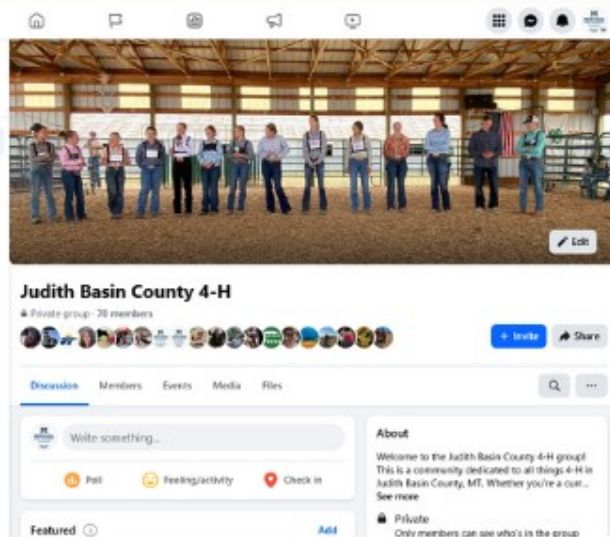 Edit
Judith Basin County 4-H
Private group · 70 members
+ Invite
Share
Discussion
Members
Events
Media
Files
Write something...
Poll
Feeling/activity
Check in
Featured
Add
About
Welcome to the Judith Basin County 4-H group!
This is a community dedicated to all things 4-H in
Judith Basin County, MT. Whether you're a curr...
See more
Private
Only members can see who's in the group